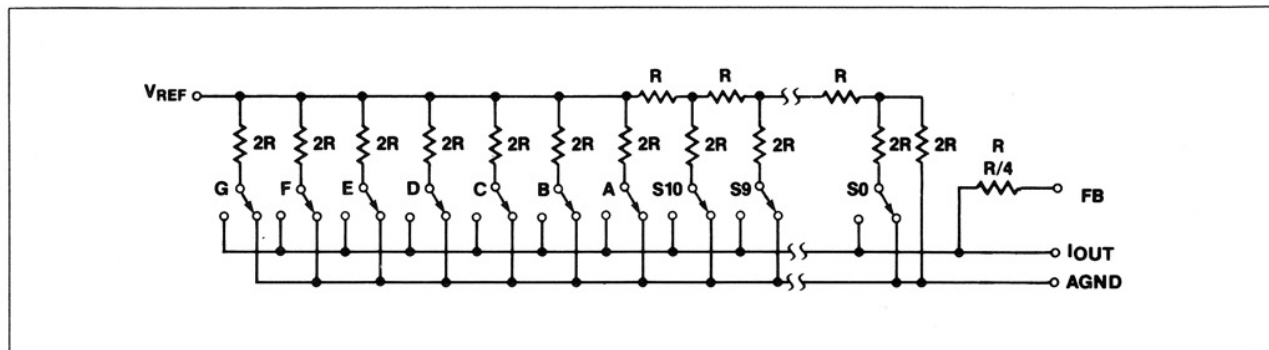 R R R
VREF
2R 2R 2R 2R 2R 2R 2R 2R 2R 2R 2R
R
R/4
G F E D C B A S10 S9 S0
FB
IOUT
AGND